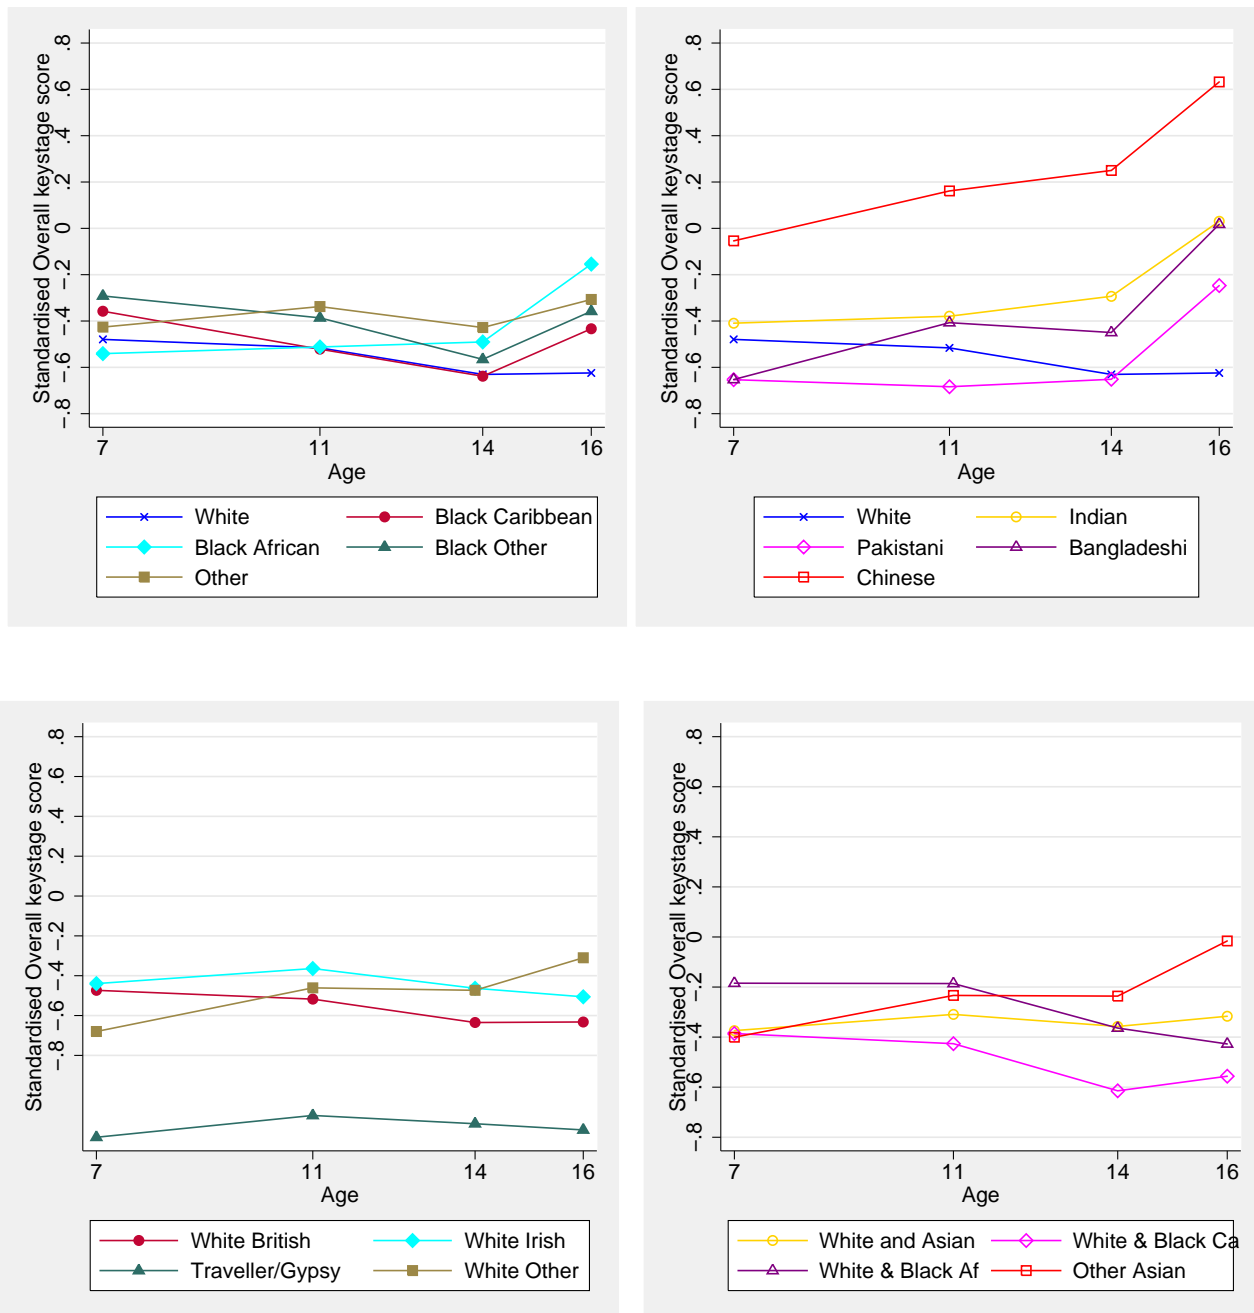 Standardised Overall keystage score
.8
.6
.4
.2
0
−.2
−.4
−.6
−.8
7 11 14 16
Age
White Black Caribbean
Black African Black Other
Other
Standardised Overall keystage score
.8
.6
.4
.2
0
−.2
−.4
−.6
−.8
7 11 14 16
Age
White Indian
Pakistani Bangladeshi
Chinese
Standardised Overall keystage score
.8
.6
.4
.2
0
−.2
−.4
−.6
−.8
7 11 14 16
Age
White British White Irish
Traveller/Gypsy White Other
Standardised Overall keystage score
.8
.6
.4
.2
0
−.2
−.4
−.6
−.8
7 11 14 16
Age
White and Asian White & Black Ca
White & Black Af Other Asian